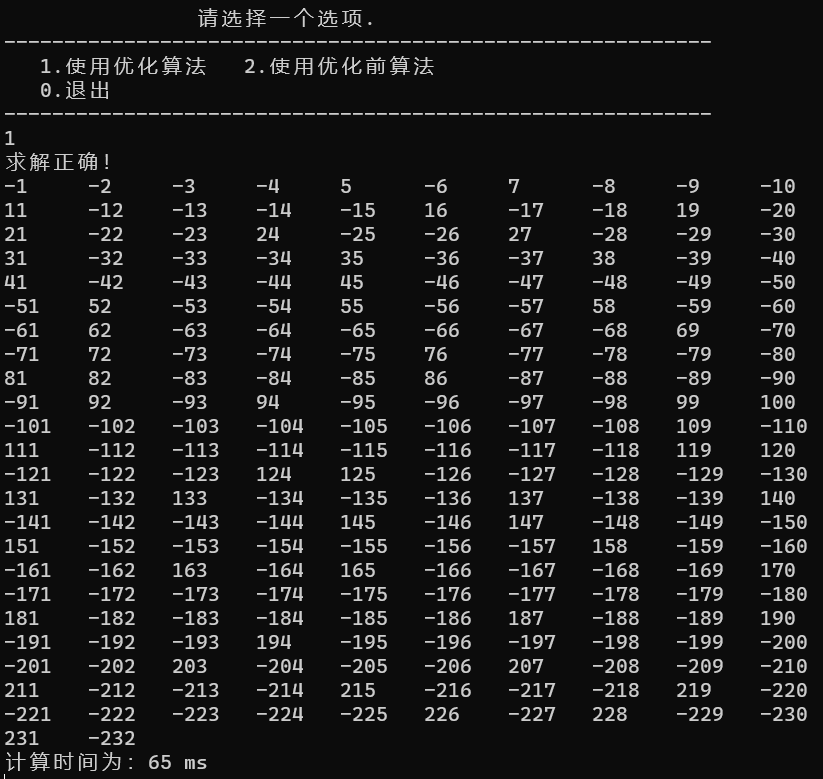 请选择一个选项.
----------------------------------------------------------
1.使用优化算法 2.使用优化前算法
0.退出
----------------------------------------------------------
1
求解正确!
-1 -2 -3 -4 5 -6 7 -8 -9 -10
11 -12 -13 -14 -15 16 -17 -18 19 -20
21 -22 -23 24 -25 -26 27 -28 -29 -30
31 -32 -33 -34 35 -36 -37 38 -39 -40
41 -42 -43 -44 45 -46 -47 -48 -49 -50
-51 52 -53 -54 55 -56 -57 58 -59 -60
-61 62 -63 -64 -65 -66 -67 -68 69 -70
-71 72 -73 -74 -75 76 -77 -78 -79 -80
81 82 -83 -84 -85 86 -87 -88 -89 -90
-91 92 -93 94 -95 -96 -97 -98 99 100
-101 -102 -103 -104 -105 -106 -107 -108 109 -110
111 -112 -113 -114 -115 -116 -117 -118 119 120
-121 -122 -123 124 125 -126 -127 -128 -129 -130
131 -132 133 -134 -135 -136 137 -138 -139 140
-141 -142 -143 -144 145 -146 147 -148 -149 -150
151 -152 -153 -154 -155 -156 -157 158 -159 -160
-161 -162 163 -164 165 -166 -167 -168 -169 170
-171 -172 -173 -174 -175 -176 -177 -178 -179 -180
181 -182 -183 -184 -185 -186 187 -188 -189 190
-191 -192 -193 194 -195 -196 -197 -198 -199 -200
-201 -202 203 -204 -205 -206 207 -208 -209 -210
211 -212 -213 -214 215 -216 -217 -218 219 -220
-221 -222 -223 -224 -225 226 -227 228 -229 -230
231 -232
计算时间为: 65 ms